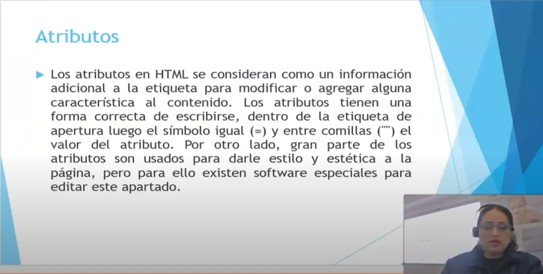 Atributos
Los atributos en HTML se consideran como un información
adicional a la etiqueta para modificar o agregar alguna
característica al contenido. Los atributos tienen una
forma correcta de escribirse, dentro de la etiqueta de
apertura luego el símbolo igual (=) y entre comillas ("") el
valor del atributo. Por otro lado, gran parte de los
atributos son usados para darle estilo y estética a la
página, pero para ello existen software especiales para
editar este apartado.